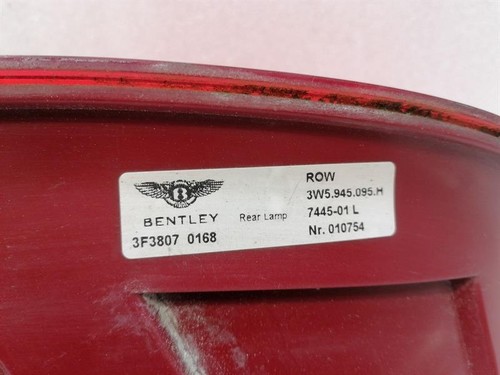 ROW
3W5.945.095.H
BENTLEY Rear Lamp 7445-01 L
3F3807 0168 Nr. 010754